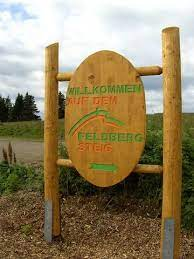 WILLKOMMEN
AUF DEM
FELDBERG
STEIG